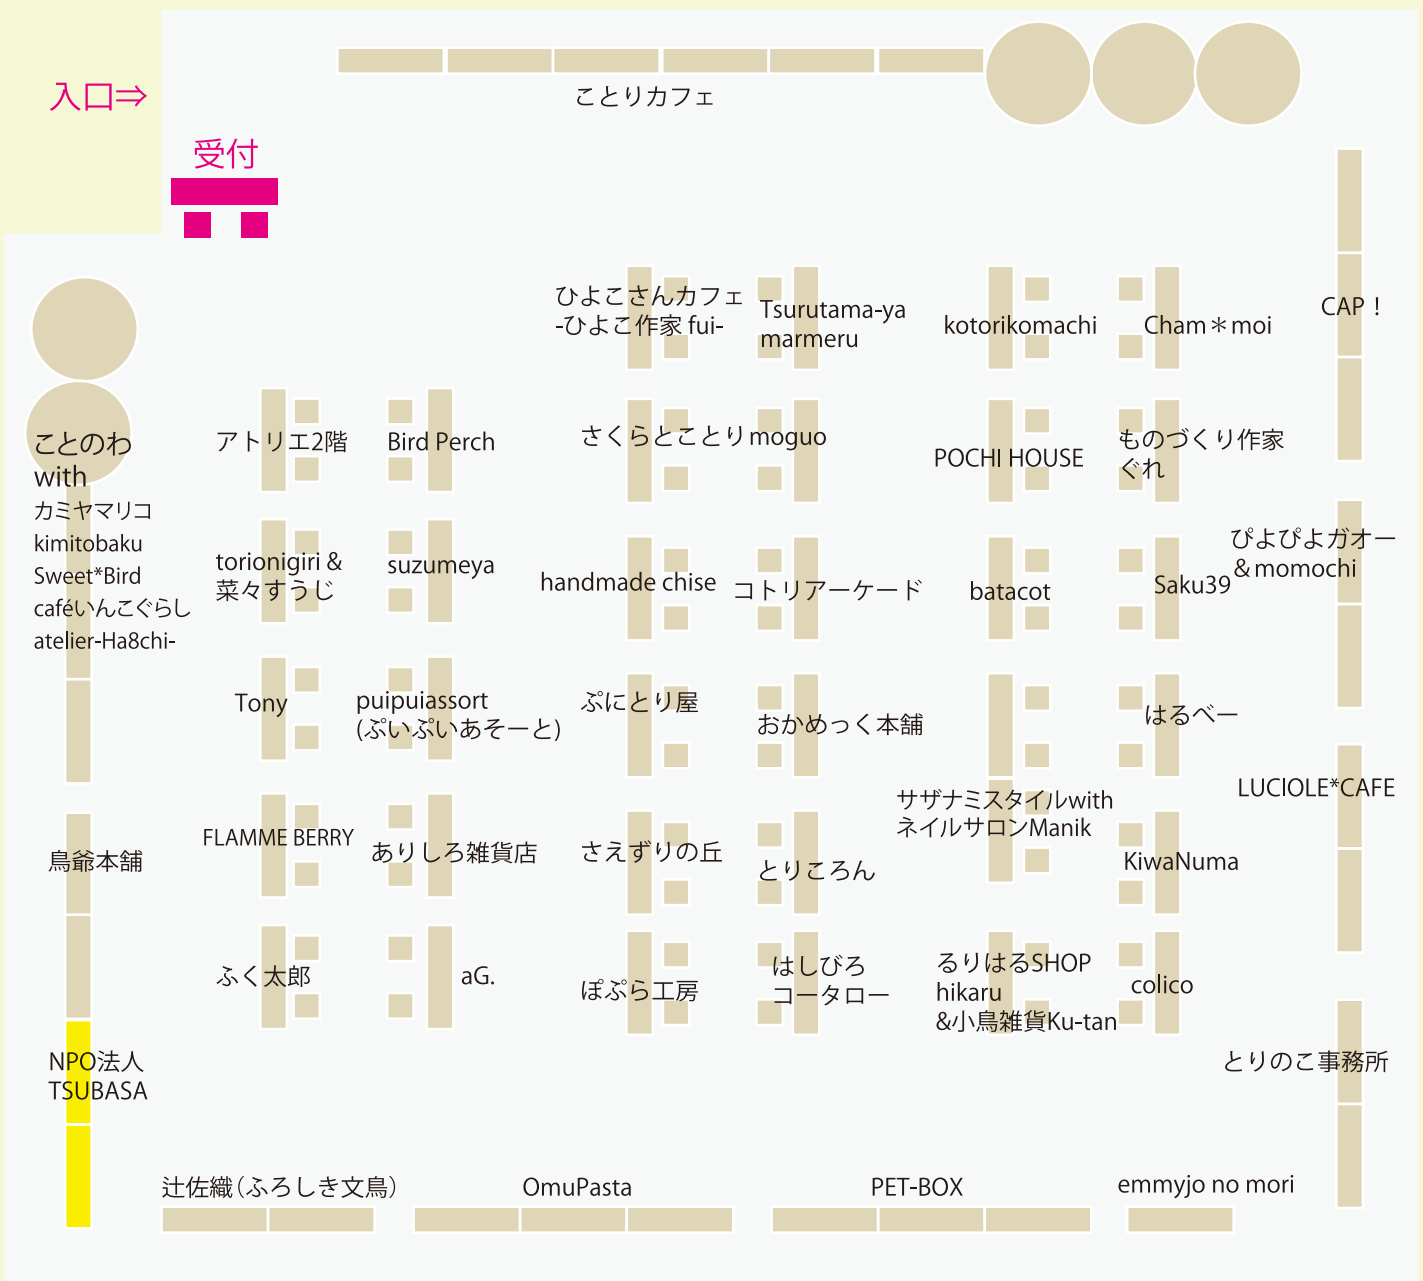 入口⇒
受付
ことりカフェ
ひよこさんカフェ
-ひよこ作家 fui-
Tsurutama-ya
marmeru
kotorikomachi
Cham＊moi
CAP！
ことのわ
with
カミヤマリコ
kimitobaku
Sweet*Bird
caféいんこぐらし
atelier-Ha8chi-
アトリエ2階
Bird Perch
さくらとことり
moguo
POCHI HOUSE
ものづくり作家
ぐれ
torionigiri &
菜々すうじ
suzumeya
handmade chise
コトリアーケード
batacot
Saku39
ぴよぴよガオー
＆momochi
Tony
puipuiassort
(ぷいぷいあそーと)
ぷにとり屋
おかめっく本舗
はるべー
LUCIOLE*CAFE
鳥爺本舗
FLAMME BERRY
ありしろ雑貨店
さえずりの丘
とりころん
サザナミスタイルwith
ネイルサロンManik
KiwaNuma
ふく太郎
aG.
ぽぷら工房
はしびろ
コータロー
るりはるSHOP
hikaru
&小鳥雑貨Ku-tan
colico
NPO法人
TSUBASA
とりのこ事務所
辻佐織（ふろしき文鳥）
OmuPasta
PET-BOX
emmyjo no mori